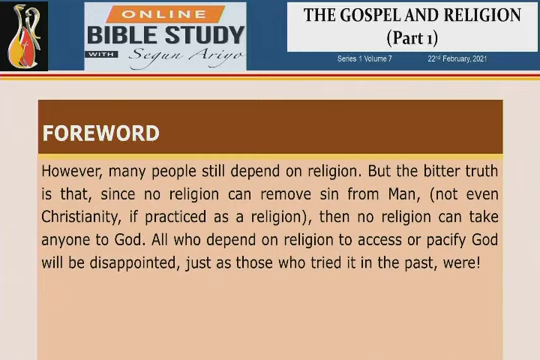 ONLINE
BIBLE STUDY
WITH Segun Ariyo
THE GOSPEL AND RELIGION
(Part 1)
Series 1 Volume 7 22nd February, 2021
FOREWORD
However, many people still depend on religion. But the bitter truth
is that, since no religion can remove sin from Man, (not even
Christianity, if practiced as a religion), then no religion can take
anyone to God. All who depend on religion to access or pacify God
will be disappointed, just as those who tried it in the past, were!